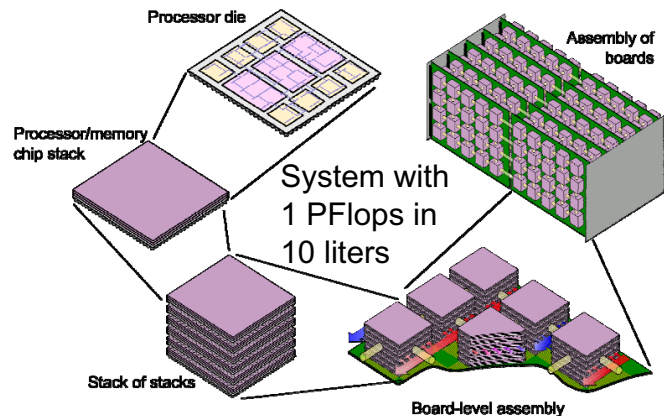 Processor die
Assembly of
boards
Processor/memory
chip stack
System with
1 PFlops in
10 liters
Stack of stacks
Board-level assembly